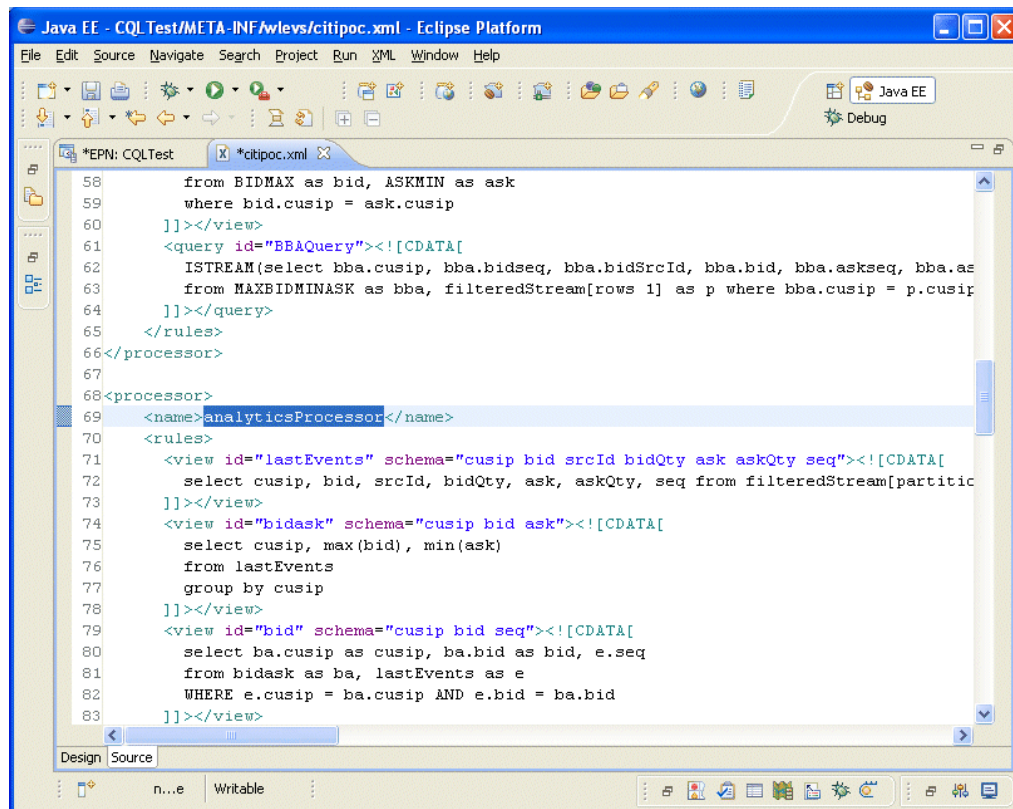 Java EE - CQLTest/META-INF/wlevs/citipoc.xml - Eclipse Platform
File Edit Source Navigate Search Project Run XML Window Help
Java EE
Debug
*EPN: CQLTest *citipoc.xml
58 from BIDMAX as bid, ASKMIN as ask
59 where bid.cusip = ask.cusip
60 ]]></view>
61 <query id="BBAQuery"><![CDATA[
62 ISTREAM(select bba.cusip, bba.bidseq, bba.bidSrcId, bba.bid, bba.askseq, bba.as
63 from MAXBIDMINASK as bba, filteredStream[rows 1] as p where bba.cusip = p.cusip
64 ]]></query>
65 </rules>
66 </processor>
67
68 <processor>
69 <name>analyticsProcessor</name>
70 <rules>
71 <view id="lastEvents" schema="cusip bid srcId bidQty ask askQty seq"><![CDATA[
72 select cusip, bid, srcId, bidQty, ask, askQty, seq from filteredStream[partitio
73 ]]></view>
74 <view id="bidask" schema="cusip bid ask"><![CDATA[
75 select cusip, max(bid), min(ask)
76 from lastEvents
77 group by cusip
78 ]]></view>
79 <view id="bid" schema="cusip bid seq"><![CDATA[
80 select ba.cusip as cusip, ba.bid as bid, e.seq
81 from bidask as ba, lastEvents as e
82 WHERE e.cusip = ba.cusip AND e.bid = ba.bid
83 ]]></view>
Design Source
n...e Writable